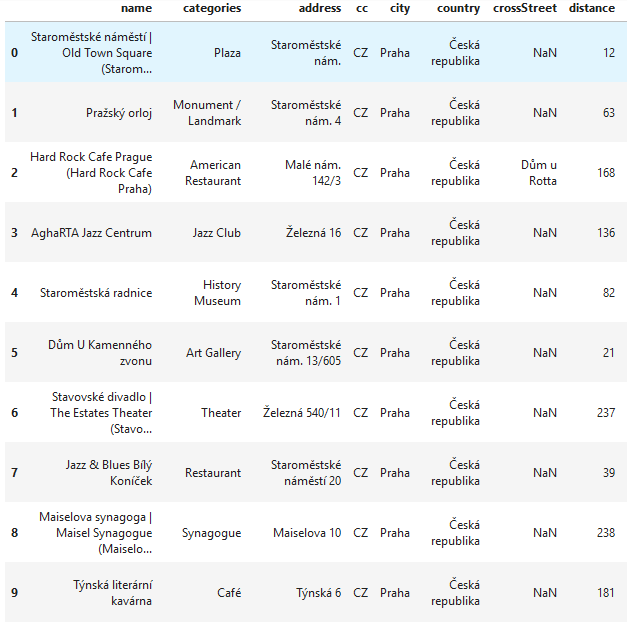 name categories address cc city country crossStreet distance
0 Staroměstské náměstí | Old Town Square (Starom... Plaza Staroměstské nám. CZ Praha Česká republika NaN 12
1 Pražský orloj Monument / Landmark Staroměstské nám. 4 CZ Praha Česká republika NaN 63
2 Hard Rock Cafe Prague (Hard Rock Cafe Praha) American Restaurant Malé nám. 142/3 CZ Praha Česká republika Dům u Rotta 168
3 AghaRTA Jazz Centrum Jazz Club Železná 16 CZ Praha Česká republika NaN 136
4 Staroměstská radnice History Museum Staroměstské nám. 1 CZ Praha Česká republika NaN 82
5 Dům U Kamenného zvonu Art Gallery Staroměstské nám. 13/605 CZ Praha Česká republika NaN 21
6 Stavovské divadlo | The Estates Theater (Stavo... Theater Železná 540/11 CZ Praha Česká republika NaN 237
7 Jazz & Blues Bílý Koníček Restaurant Staroměstské náměstí 20 CZ Praha Česká republika NaN 39
8 Maiselova synagoga | Maisel Synagogue (Maiselo... Synagogue Maiselova 10 CZ Praha Česká republika NaN 238
9 Týnská literární kavárna Café Týnská 6 CZ Praha Česká republika NaN 181